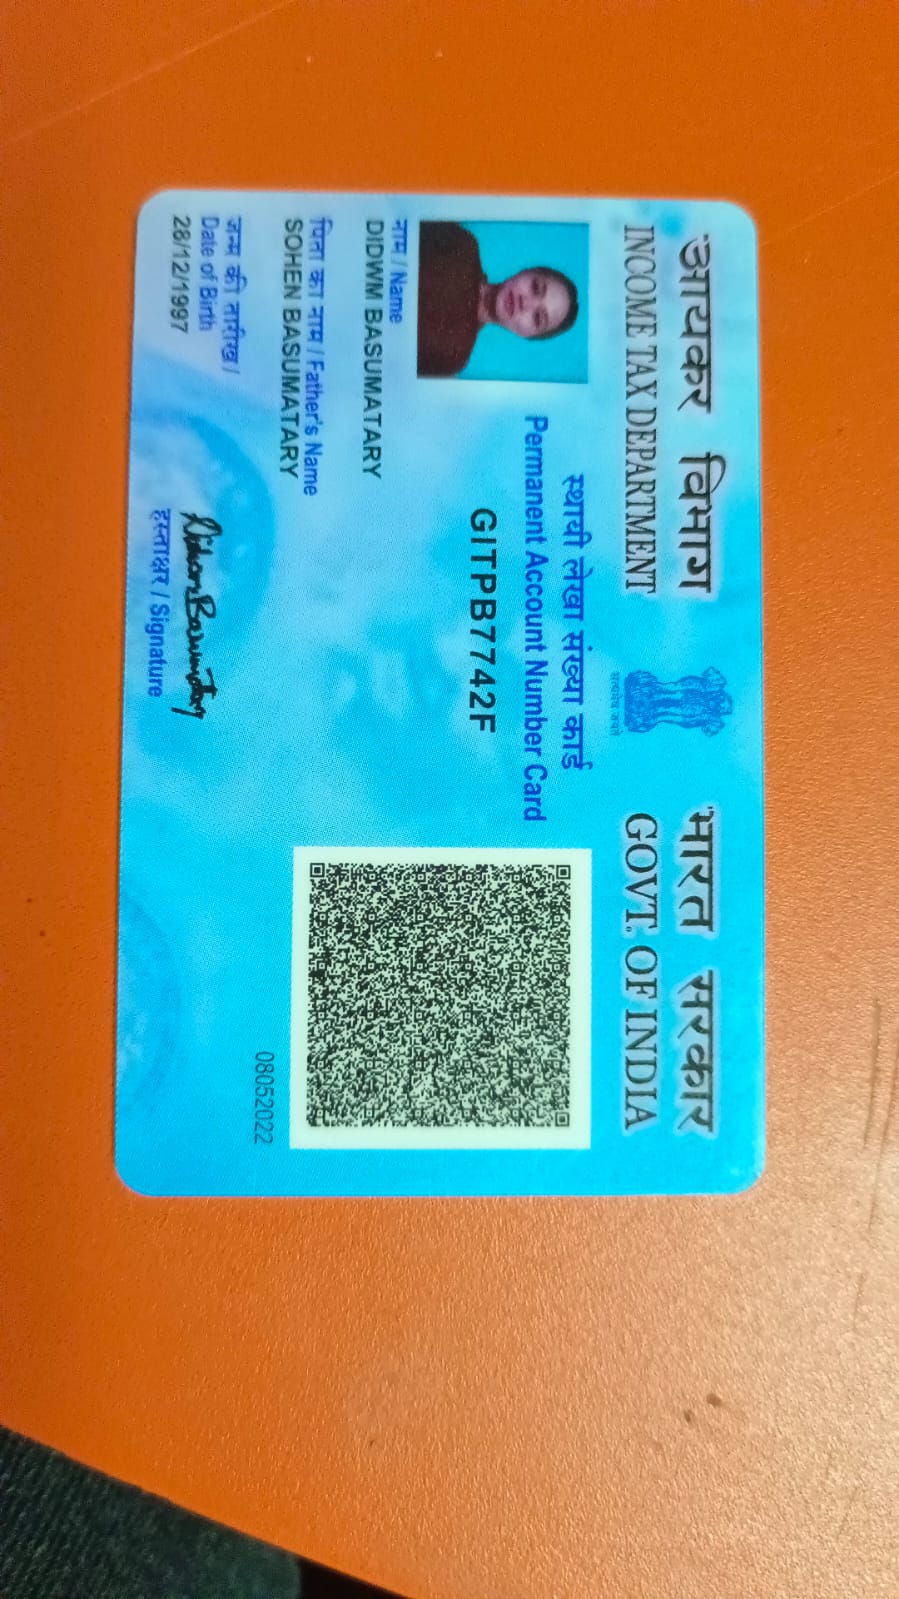 आयकर विभाग
INCOME TAX DEPARTMENT
सत्यमेव जयते
भारत सरकार
GOVT. OF INDIA
स्थायी लेखा संख्या कार्ड
Permanent Account Number Card
GITPB7742F
नाम / Name
DIDWM BASUMATARY
पिता का नाम / Father's Name
SOHEN BASUMATARY
जन्म की तारीख /
Date of Birth
28/12/1997
Didwm Basumatary
हस्ताक्षर / Signature
08052022